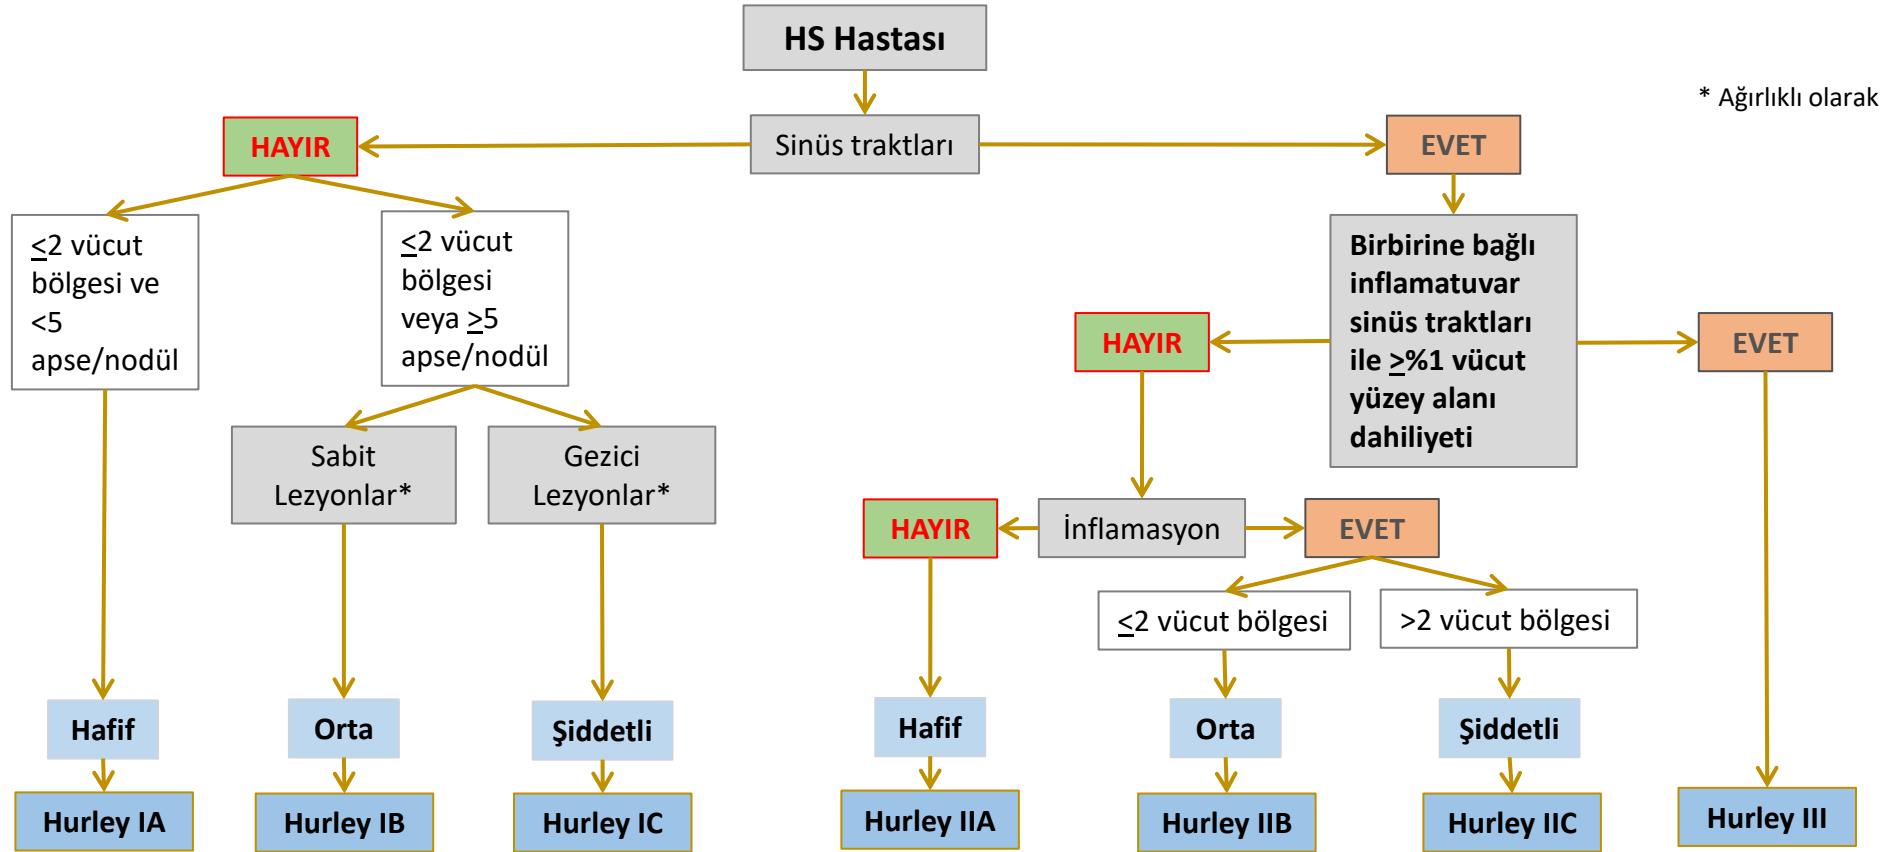 HS Hastası
* Ağırlıklı olarak
HAYIR
Sinüs traktları
EVET
≤2 vücut
bölgesi ve
<5
apse/nodül
≤2 vücut
bölgesi
veya ≥5
apse/nodül
Birbirine bağlı
inflamatuvar
sinüs traktları
ile ≥%1 vücut
yüzey alanı
dahiliyeti
HAYIR
EVET
Sabit
Lezyonlar*
Gezici
Lezyonlar*
HAYIR
İnflamasyon
EVET
≤2 vücut bölgesi
>2 vücut bölgesi
Hafif
Orta
Şiddetli
Hafif
Orta
Şiddetli
Hurley IA
Hurley IB
Hurley IC
Hurley IIA
Hurley IIB
Hurley IIC
Hurley III